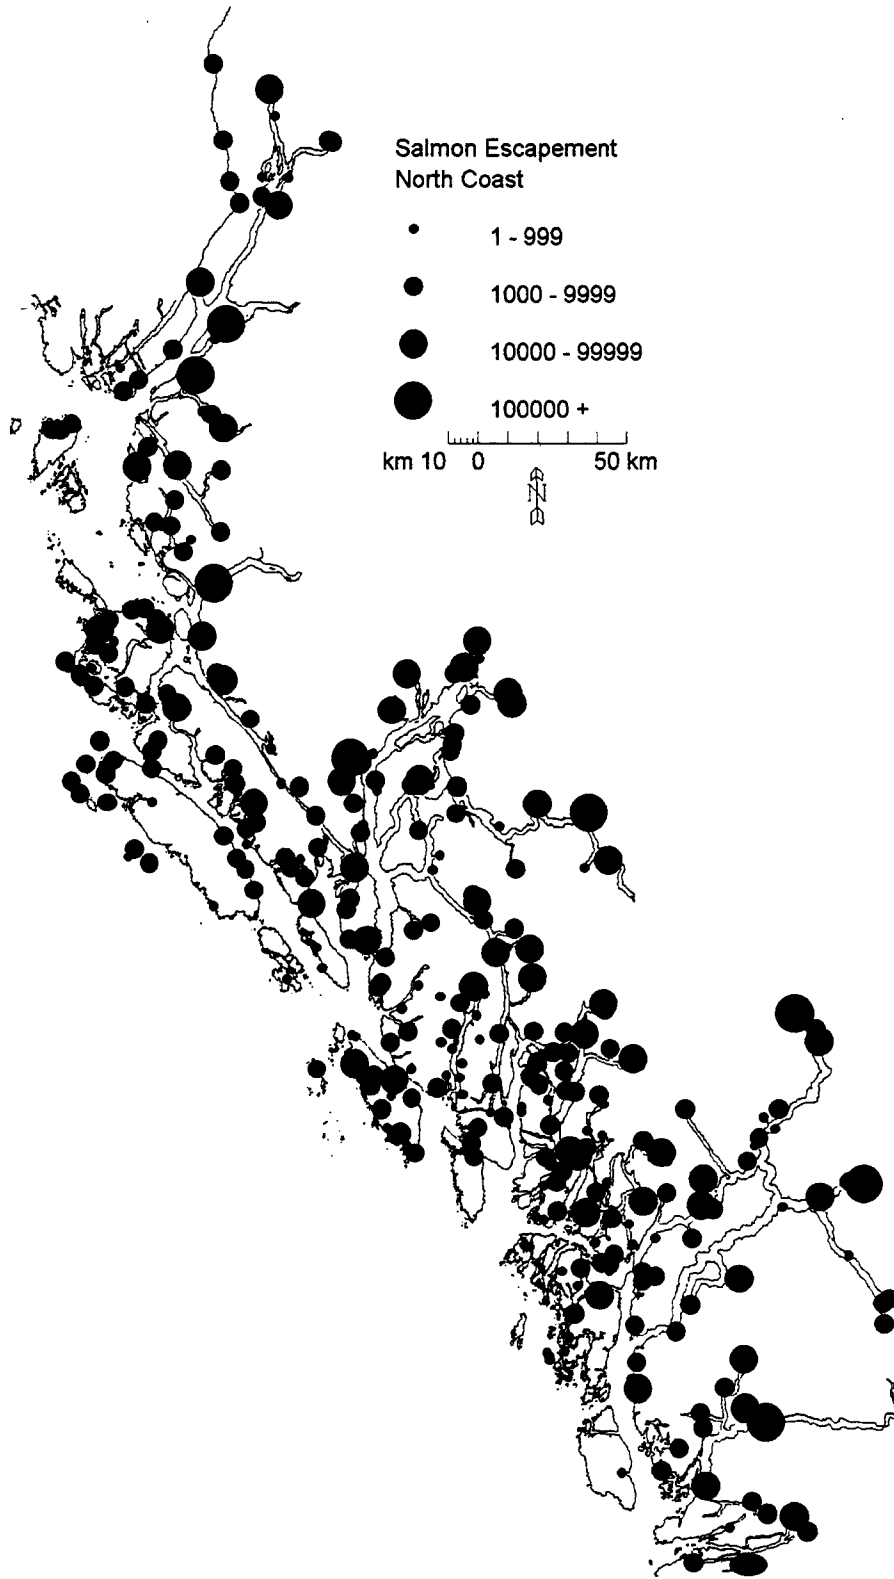 Salmon Escapement
North Coast
1 - 999
1000 - 9999
10000 - 99999
100000 +
km 10 0 50 km
N